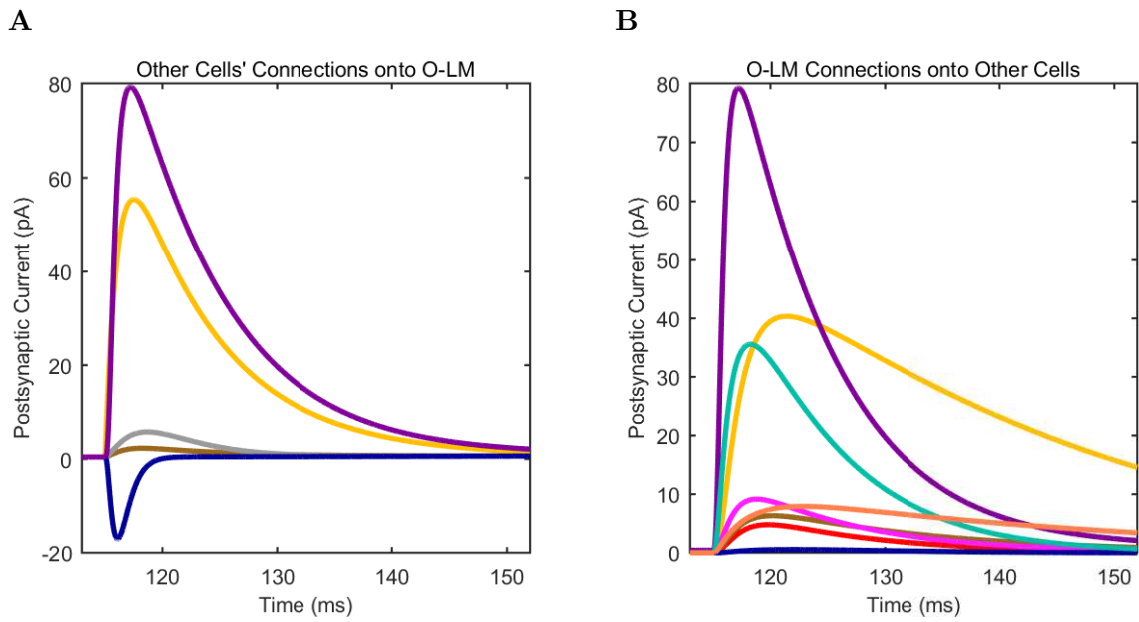 A
B
Other Cells' Connections onto O-LM
O-LM Connections onto Other Cells
Postsynaptic Current (pA)
80
60
40
20
0
-20
120
130
140
150
Time (ms)
Postsynaptic Current (pA)
80
70
60
50
40
30
20
10
0
120
130
140
150
Time (ms)